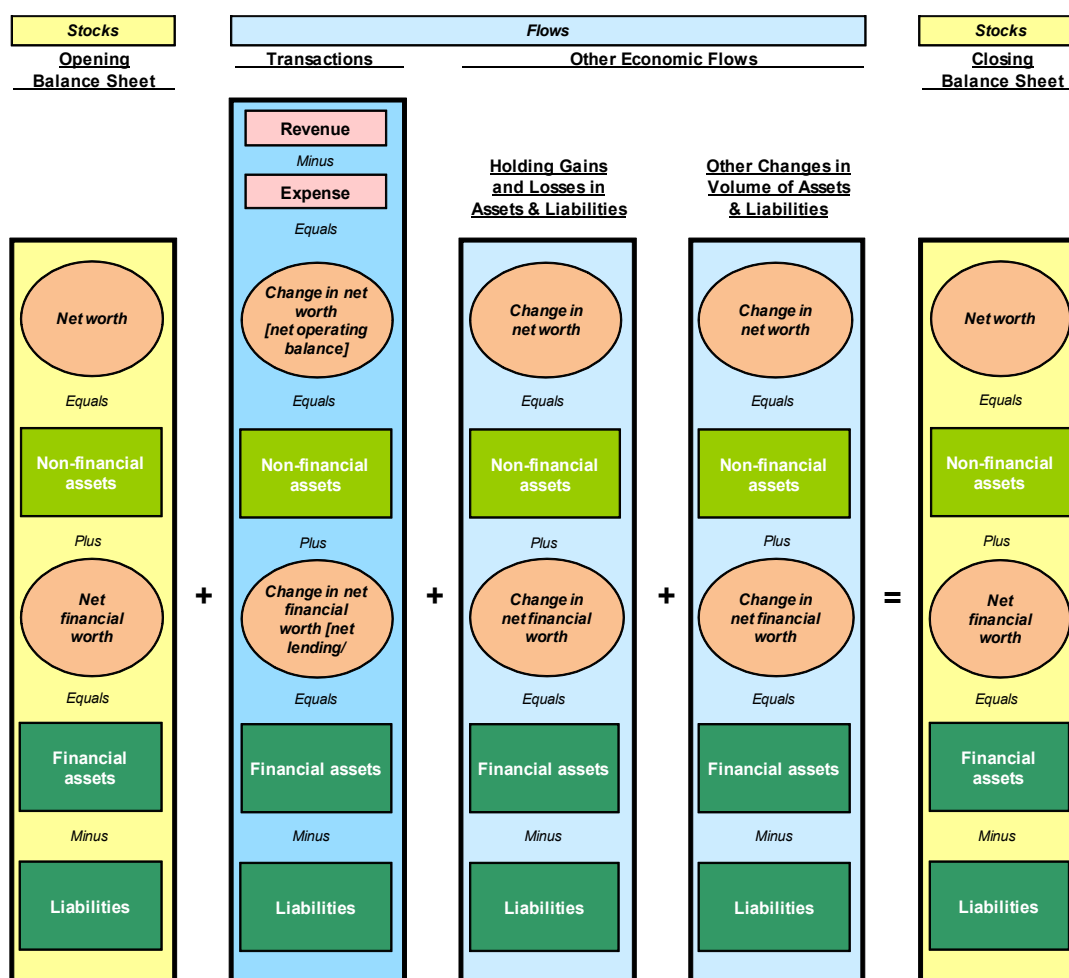 Stocks
Opening
Balance Sheet
Net worth
Equals
Non-financial
assets
Plus
Net
financial
worth
Equals
Financial
assets
Minus
Liabilities
+
Flows
Transactions
Revenue
Minus
Expense
Equals
Change in net
worth
[net operating
balance]
Equals
Non-financial
assets
Plus
Change in net
financial
worth [net
lending/
Equals
Financial assets
Minus
Liabilities
+
Other Economic Flows
Holding Gains
and Losses in
Assets & Liabilities
Change in
net worth
Equals
Non-financial
assets
Plus
Change in
net financial
worth
Equals
Financial assets
Minus
Liabilities
+
Other Changes in
Volume of Assets
& Liabilities
Change in
net worth
Equals
Non-financial
assets
Plus
Change in
net financial
worth
Equals
Financial assets
Minus
Liabilities
=
Stocks
Closing
Balance Sheet
Net worth
Equals
Non-financial
assets
Plus
Net
financial
worth
Equals
Financial
assets
Minus
Liabilities